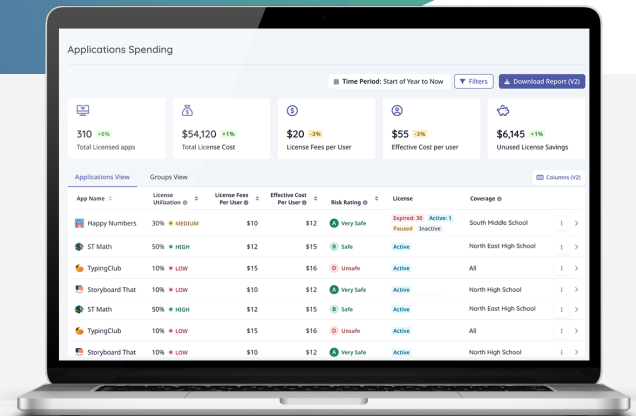 Applications Spending
Time Period: Start of Year to Now
Filters
Download Report (V2)
310 +0%
Total Licensed apps
$54,120 +1%
Total License Cost
$20 -3%
License Fees per User
$55 -3%
Effective Cost per user
$6,145 +1%
Unused License Savings
Applications View Groups View
Columns (V2)
App Name License Utilization License Fees Per User Effective Cost Per User Risk Rating License Coverage
Happy Numbers 30% MEDIUM $10 $12 A Very Safe Expired: 30 Active: 1 Paused Inactive South Middle School
ST Math 50% HIGH $12 $15 B Safe Active North East High School
TypingClub 10% LOW $15 $16 D Unsafe Active All
Storyboard That 10% LOW $10 $12 A Very Safe Active North High School
ST Math 50% HIGH $12 $15 B Safe Active North East High School
TypingClub 10% LOW $15 $16 D Unsafe Active All
Storyboard That 10% LOW $10 $12 A Very Safe Active North High School